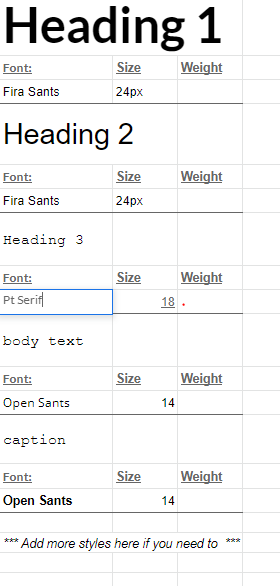 Heading 1
Font: Size Weight
Fira Sants 24px
Heading 2
Font: Size Weight
Fira Sants 24px
Heading 3
Font: Size Weight
Pt Serif 18 .
body text
Font: Size Weight
Open Sants 14
caption
Font: Size Weight
Open Sants 14
*** Add more styles here if you need to ***